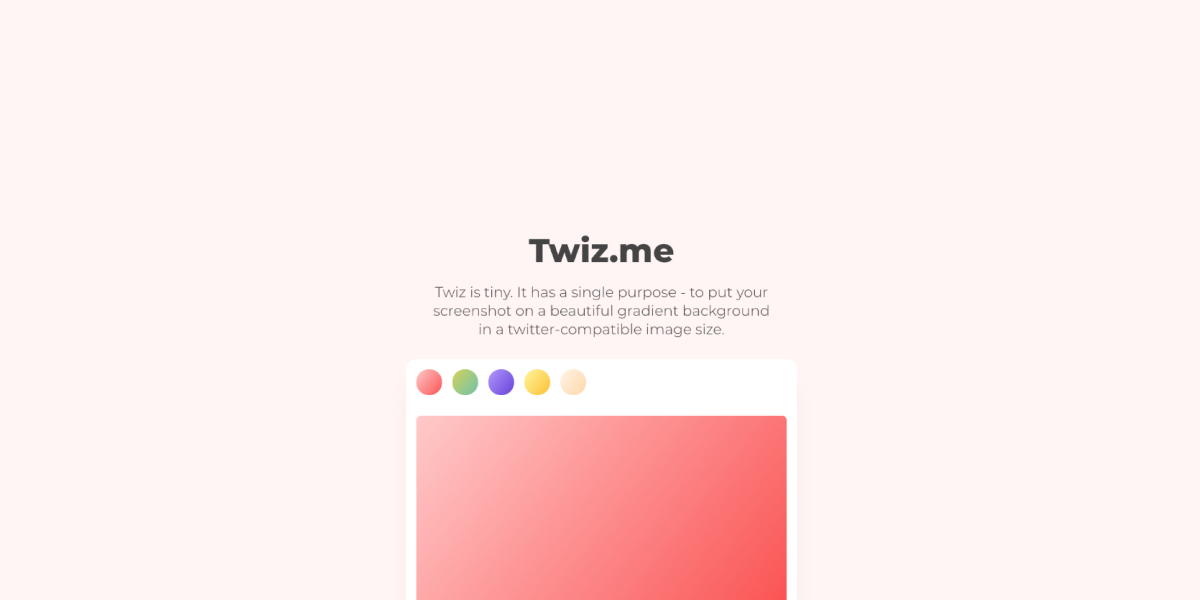 Twiz.me
Twiz is tiny. It has a single purpose - to put your
screenshot on a beautiful gradient background
in a twitter-compatible image size.